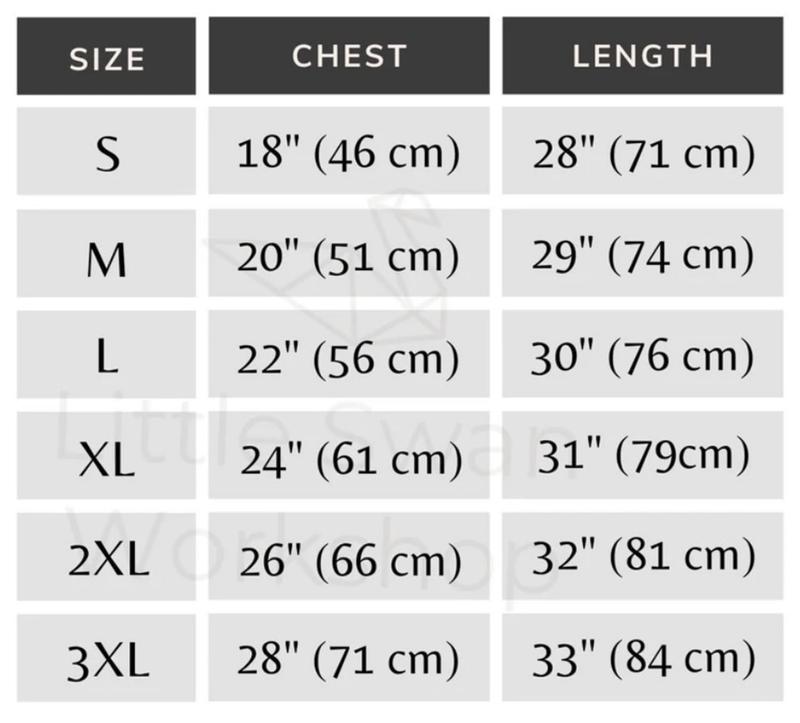 SIZE CHEST LENGTH
S 18" (46 cm) 28" (71 cm)
M 20" (51 cm) 29" (74 cm)
L 22" (56 cm) 30" (76 cm)
XL 24" (61 cm) 31" (79cm)
2XL 26" (66 cm) 32" (81 cm)
3XL 28" (71 cm) 33" (84 cm)
Little Swan
Workshop